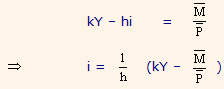 kY – hi = M̅/P̅
⇒ i = 1/h (kY – M̅/P̅ )